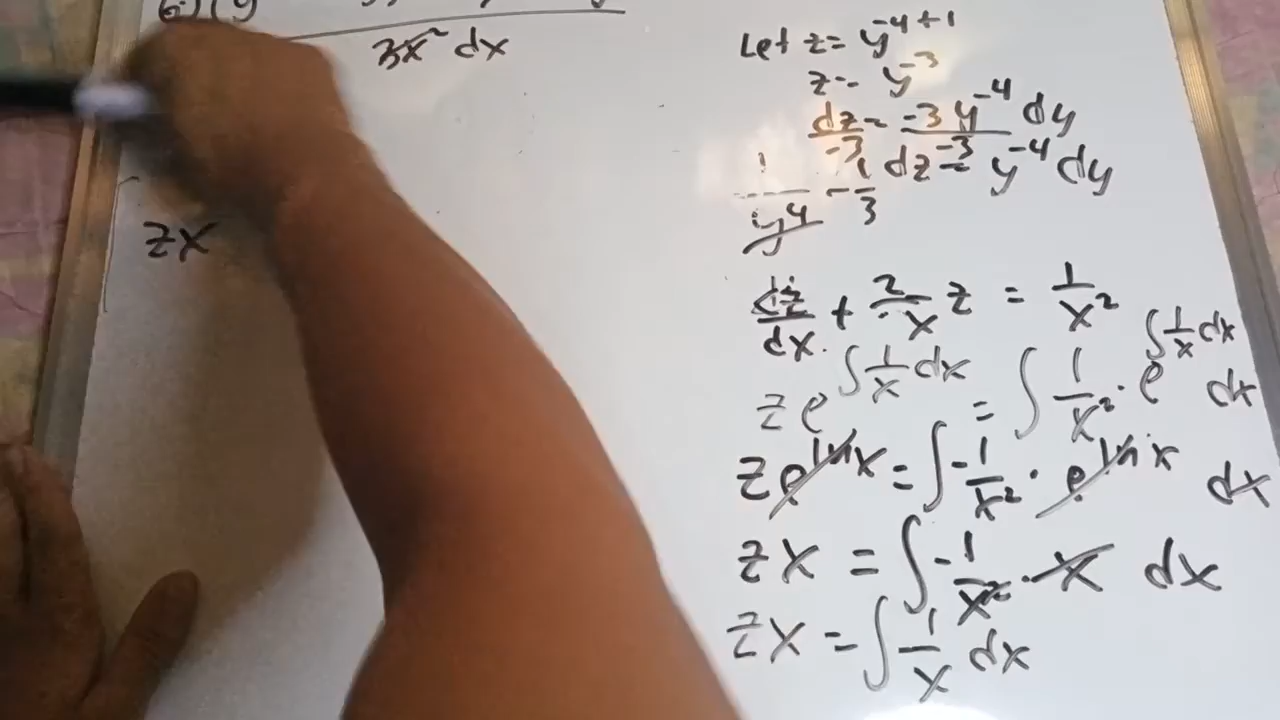 3x² dx
zx
Let z = y⁻⁴⁺¹
z = y⁻³
dz/-3 = -3y⁻⁴ dy/-3
1/y⁴ -1/3 dz = y⁻⁴ dy
dz/dx + 2/x z = 1/x²
z e^∫1/x dx = ∫ 1/x² · e^∫1/x dx dx
z e^ln x = ∫ -1/x² · e^ln x dx
zx = ∫ -1/x² · x dx
zx = ∫ 1/x dx